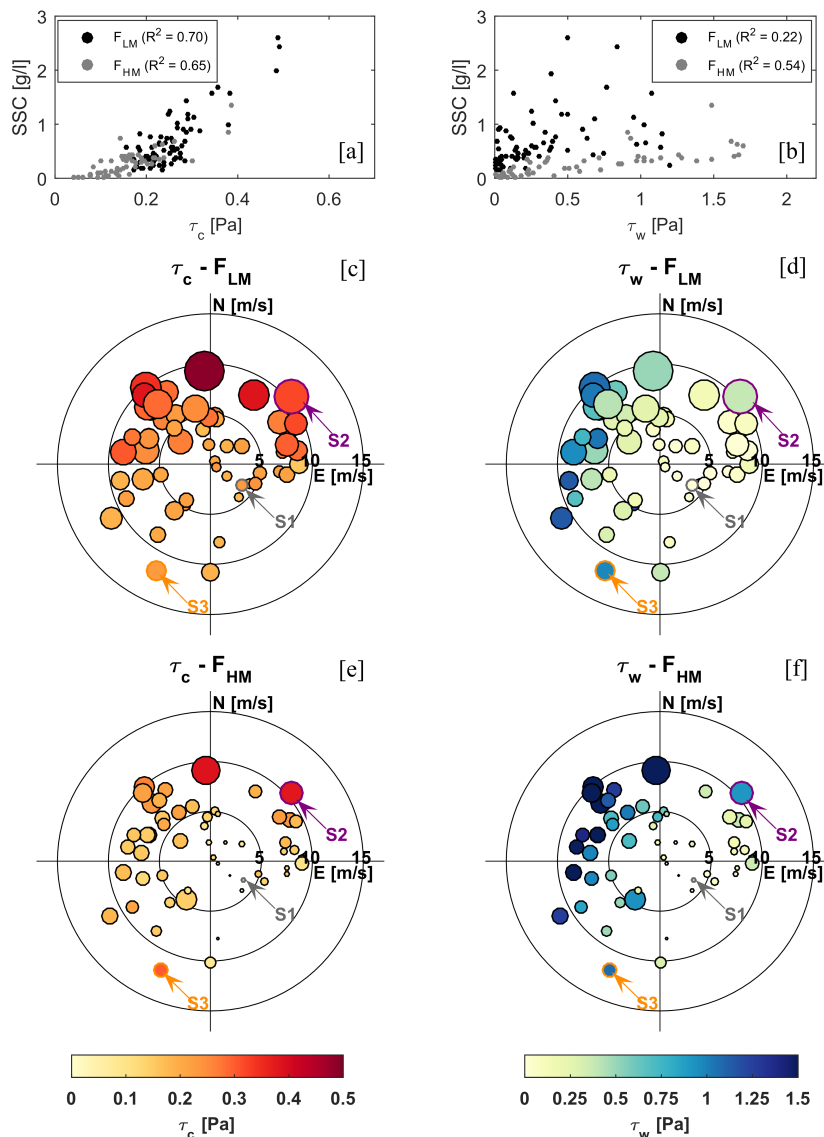 3
2
1
0
SSC [g/l]
F_LM (R² = 0.70)
F_HM (R² = 0.65)
[a]
0 0.2 0.4 0.6
τ_c [Pa]
3
2
1
0
SSC [g/l]
F_LM (R² = 0.22)
F_HM (R² = 0.54)
[b]
0 0.5 1 1.5 2
τ_w [Pa]
τ_c - F_LM
[c]
N [m/s]
S2
5 10 15
E [m/s]
S1
S3
τ_w - F_LM
[d]
N [m/s]
S2
5 10 15
E [m/s]
S1
S3
τ_c - F_HM
[e]
N [m/s]
S2
5 10 15
E [m/s]
S1
S3
τ_w - F_HM
[f]
N [m/s]
S2
5 10 15
E [m/s]
S1
S3
0 0.1 0.2 0.3 0.4 0.5
τ_c [Pa]
0 0.25 0.5 0.75 1 1.25 1.5
τ_w [Pa]